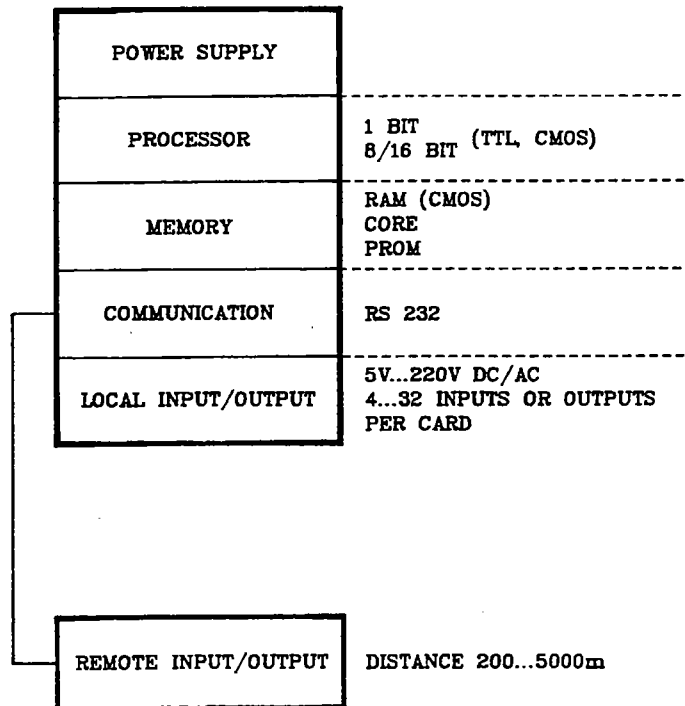 POWER SUPPLY
PROCESSOR
1 BIT
8/16 BIT (TTL, CMOS)
MEMORY
RAM (CMOS)
CORE
PROM
COMMUNICATION
RS 232
LOCAL INPUT/OUTPUT
5V...220V DC/AC
4...32 INPUTS OR OUTPUTS
PER CARD
REMOTE INPUT/OUTPUT
DISTANCE 200...5000m